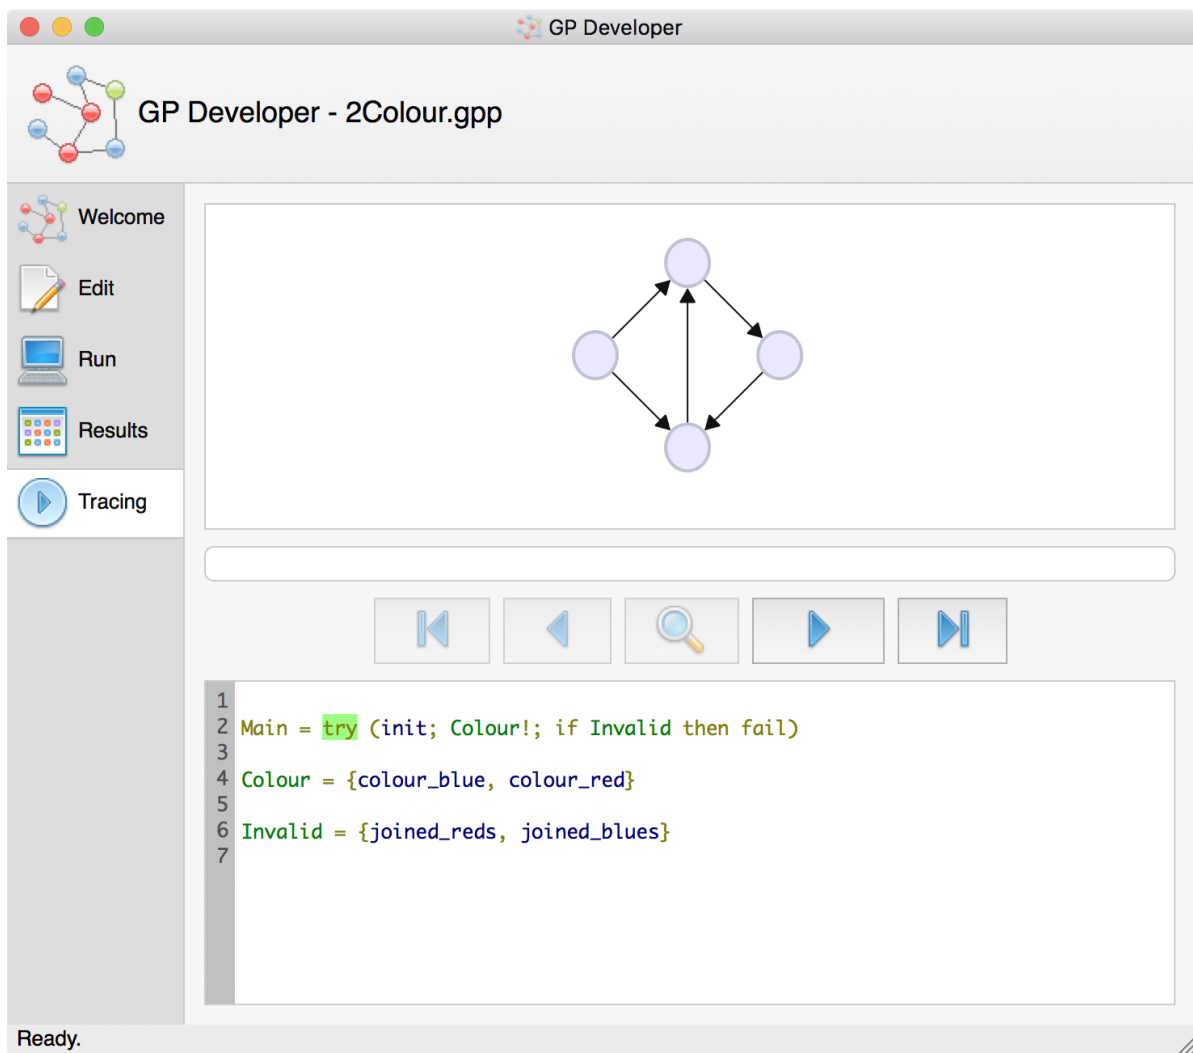 GP Developer
GP Developer - 2Colour.gpp
Welcome
Edit
Run
Results
Tracing
1
2 Main = try (init; Colour!; if Invalid then fail)
3
4 Colour = {colour_blue, colour_red}
5
6 Invalid = {joined_reds, joined_blues}
7
Ready.